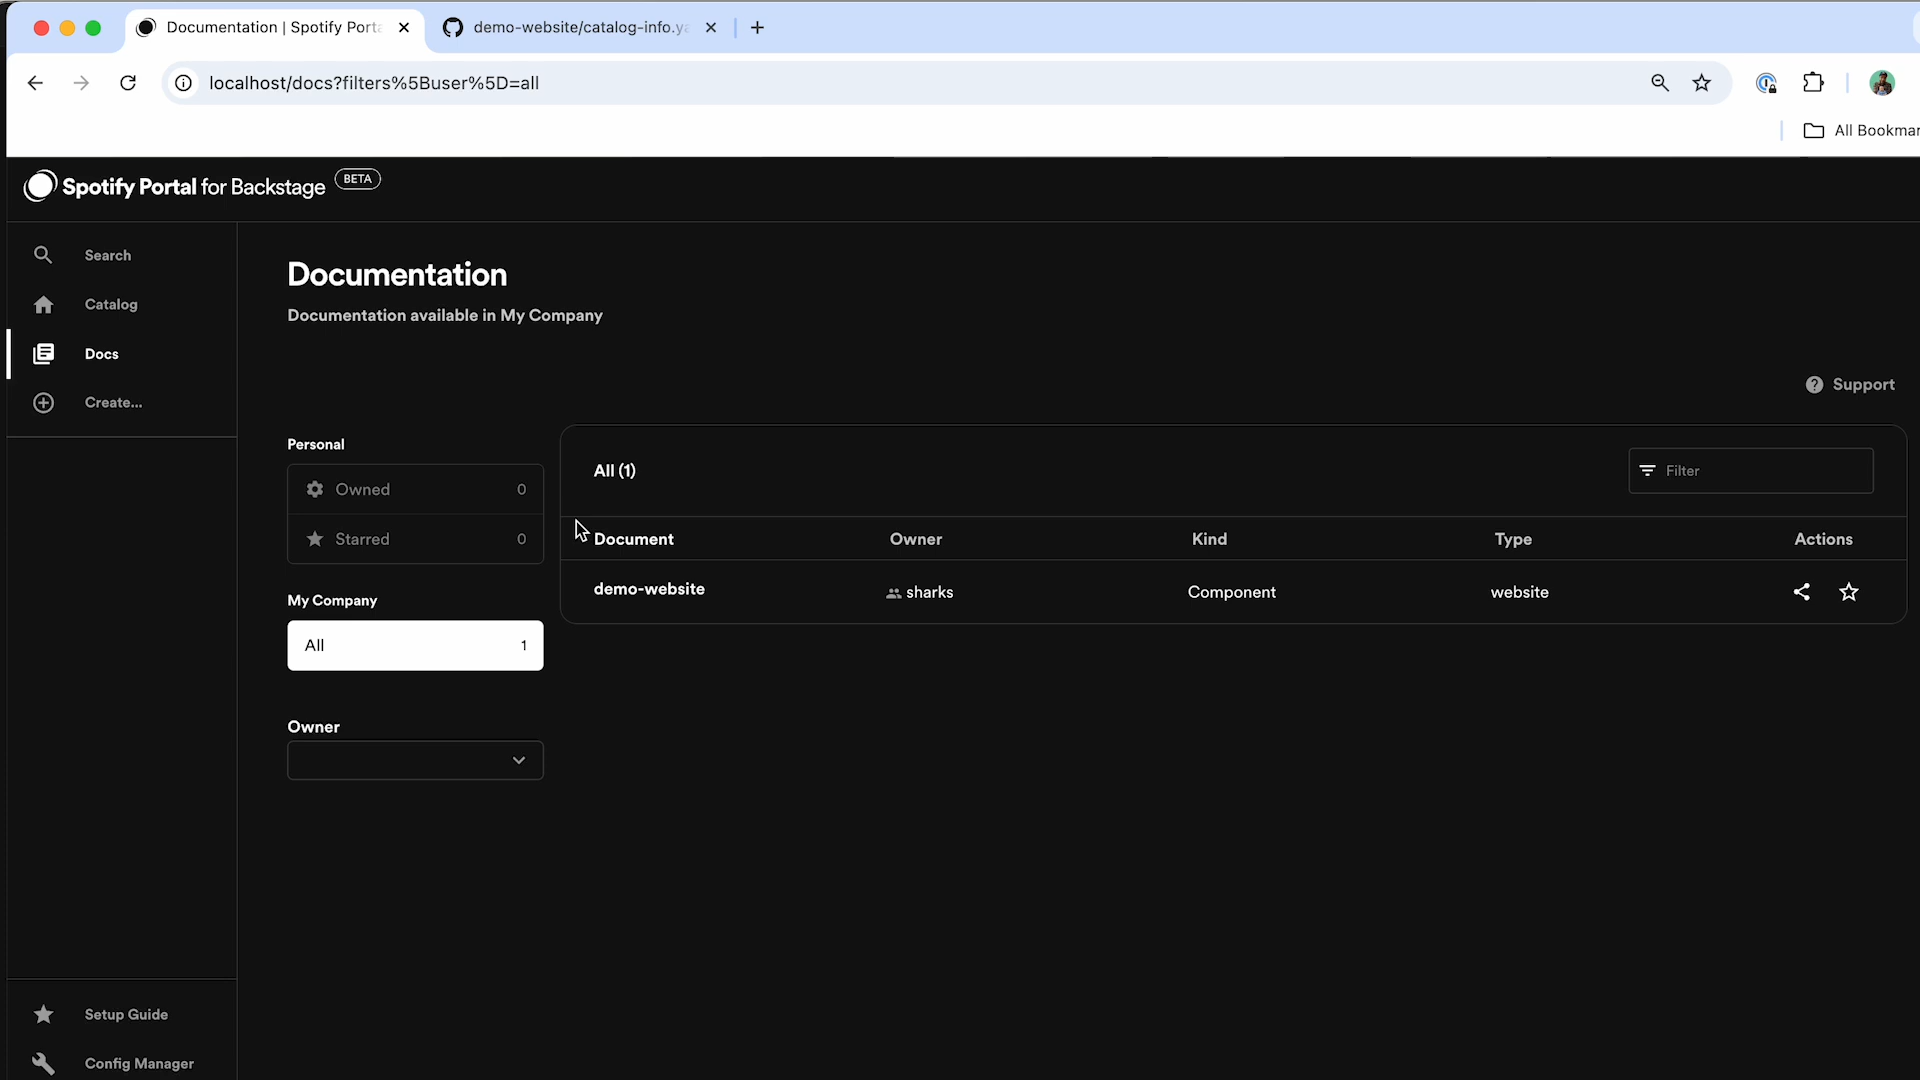 Documentation | Spotify Porta
demo-website/catalog-info.ya
localhost/docs?filters%5Buser%5D=all
All Bookmar
Spotify Portal for Backstage BETA
Search
Catalog
Docs
Create...
Documentation
Documentation available in My Company
Support
Personal
Owned 0
Starred 0
My Company
All 1
Owner
All (1)
Filter
Document Owner Kind Type Actions
demo-website sharks Component website
Setup Guide
Config Manager